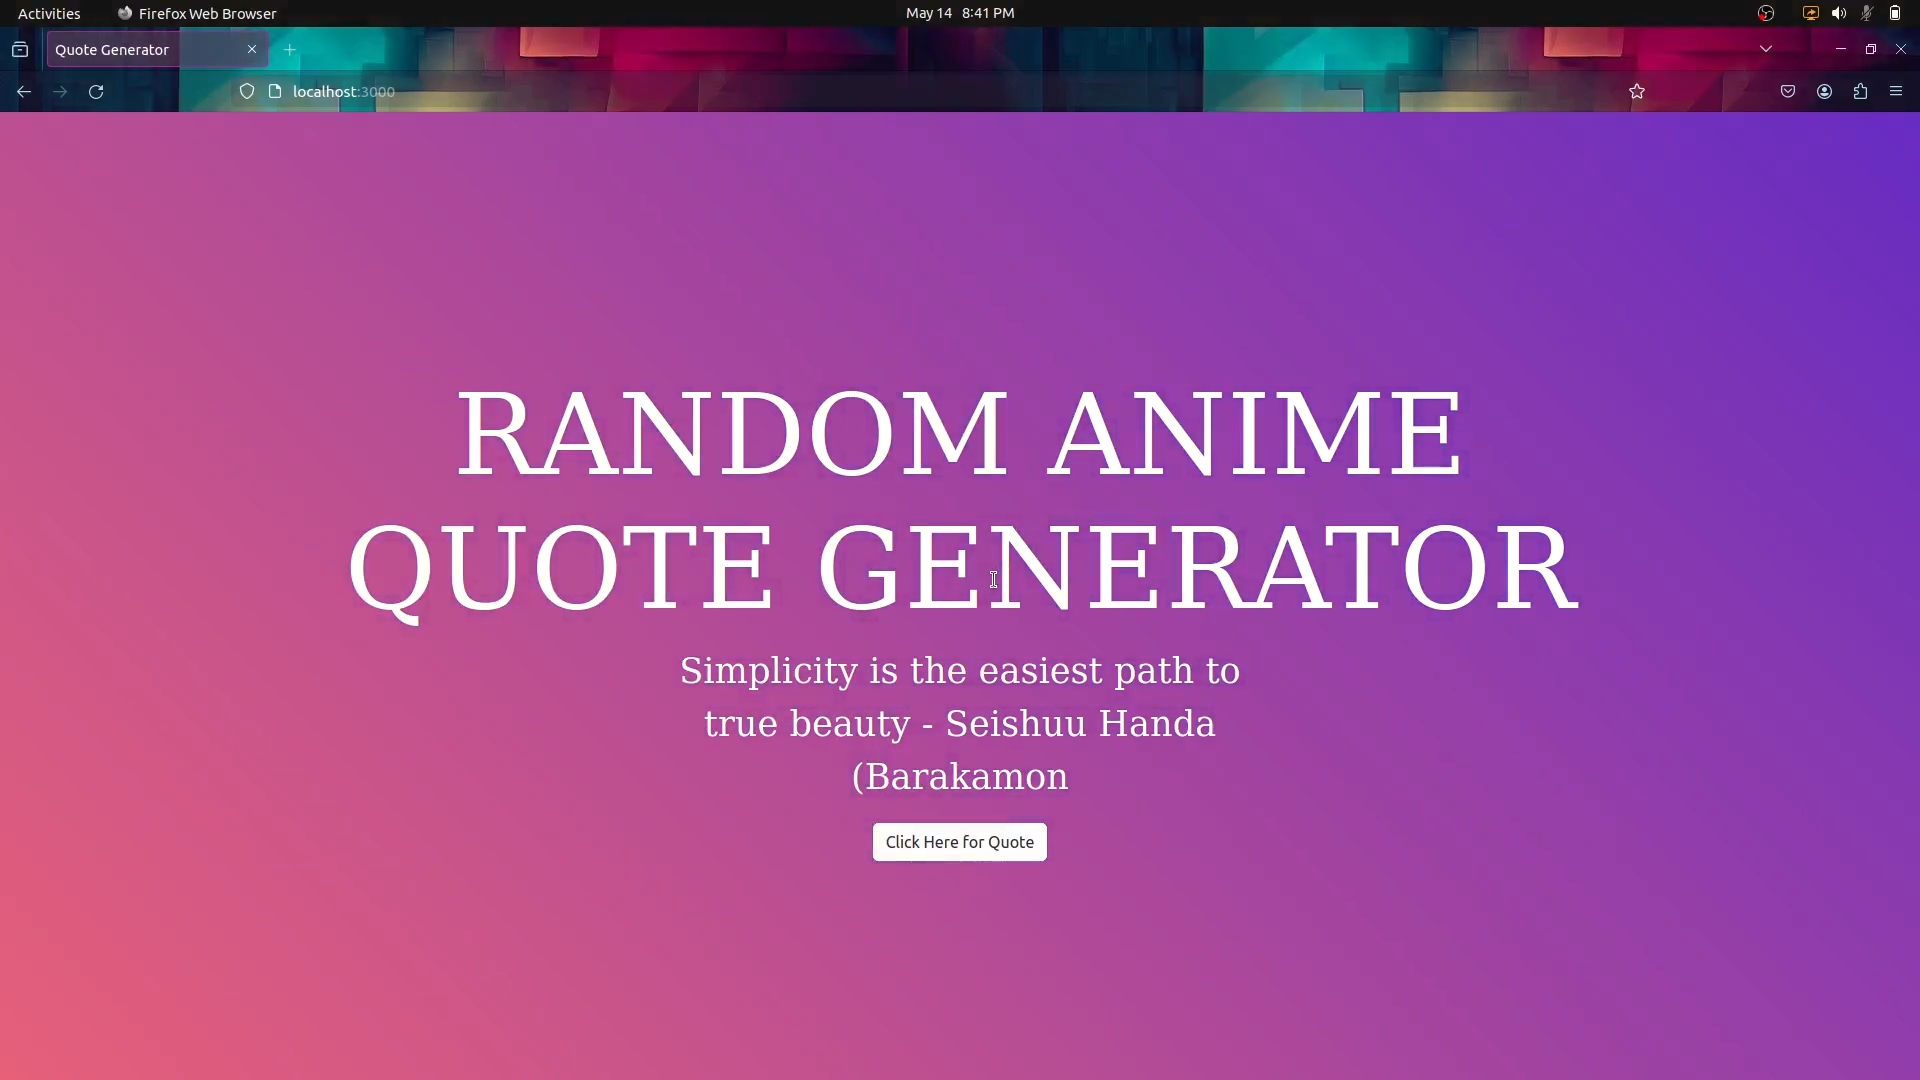 Activities Firefox Web Browser May 14 8:41 PM
Quote Generator
localhost:3000
RANDOM ANIME
QUOTE GENERATOR
Simplicity is the easiest path to
true beauty - Seishuu Handa
(Barakamon
Click Here for Quote